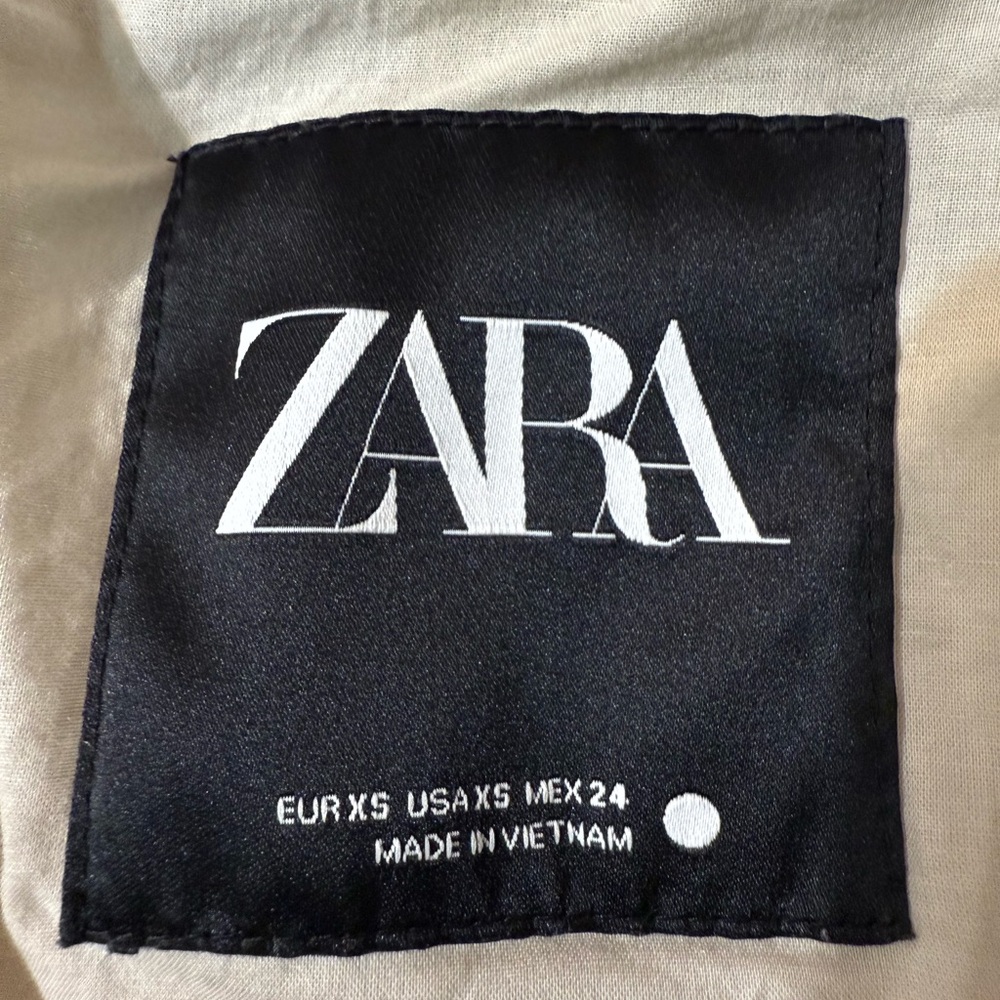 ZARA
EUR XS USA XS MEX 24
MADE IN VIETNAM